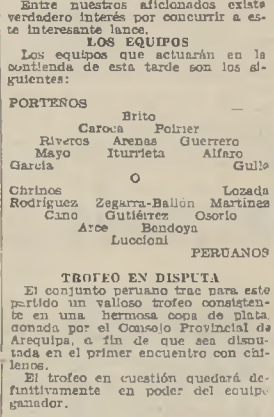 Entre nuestros aficionados existe
verdadero interés por concurrir a es-
te interesante lance.
LOS EQUIPOS
Los equipos que actuarán en la
contienda de esta tarde son los si-
guientes:
PORTEÑOS
Brito
Caroca Poirier
Riveros Arenas Guerrero
Mayo Iturrieta Alfaro
García Gullo
O
Chrinos Lozada
Rodríguez Zegarra-Ballón Martinez
Cano Gutiérrez Osorio
Arce Bendoya
Luccioni
PERUANOS
TROFEO EN DISPUTA
El conjunto peruano trae para este
partido un valioso trofeo consisten-
te en una hermosa copa de plata,
donada por el Consejo Provincial de
Arequipa, a fin de que sea dispu-
tada en el primer encuentro con chi-
lenos.
El trofeo en cuestión quedará de-
finitivamente en poder del equipo
ganador.